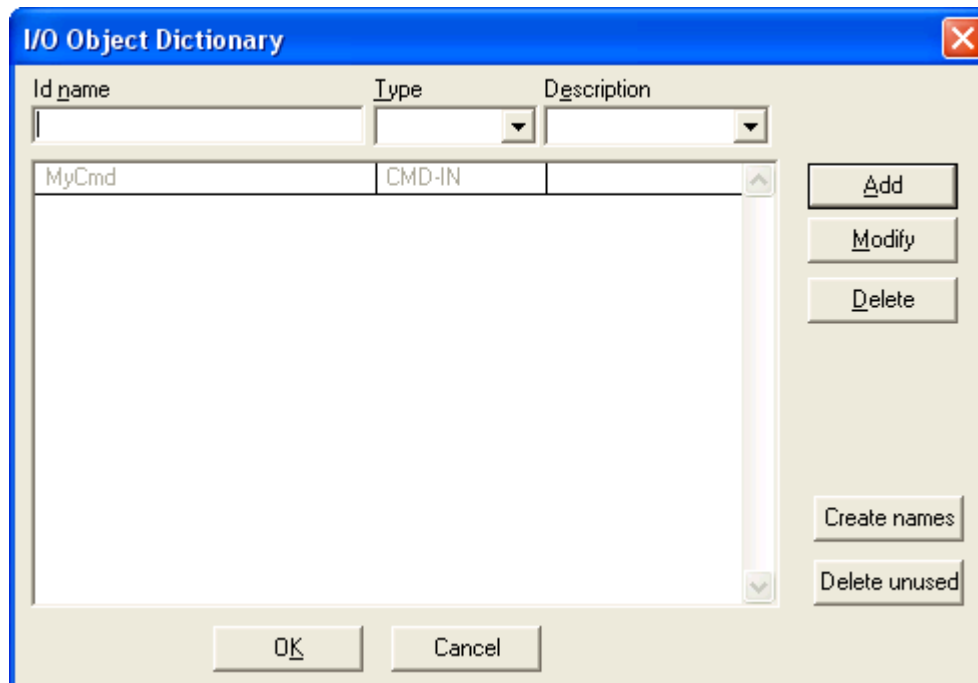 I/O Object Dictionary
Id name Type Description
MyCmd CMD-IN
Add
Modify
Delete
Create names
Delete unused
OK Cancel